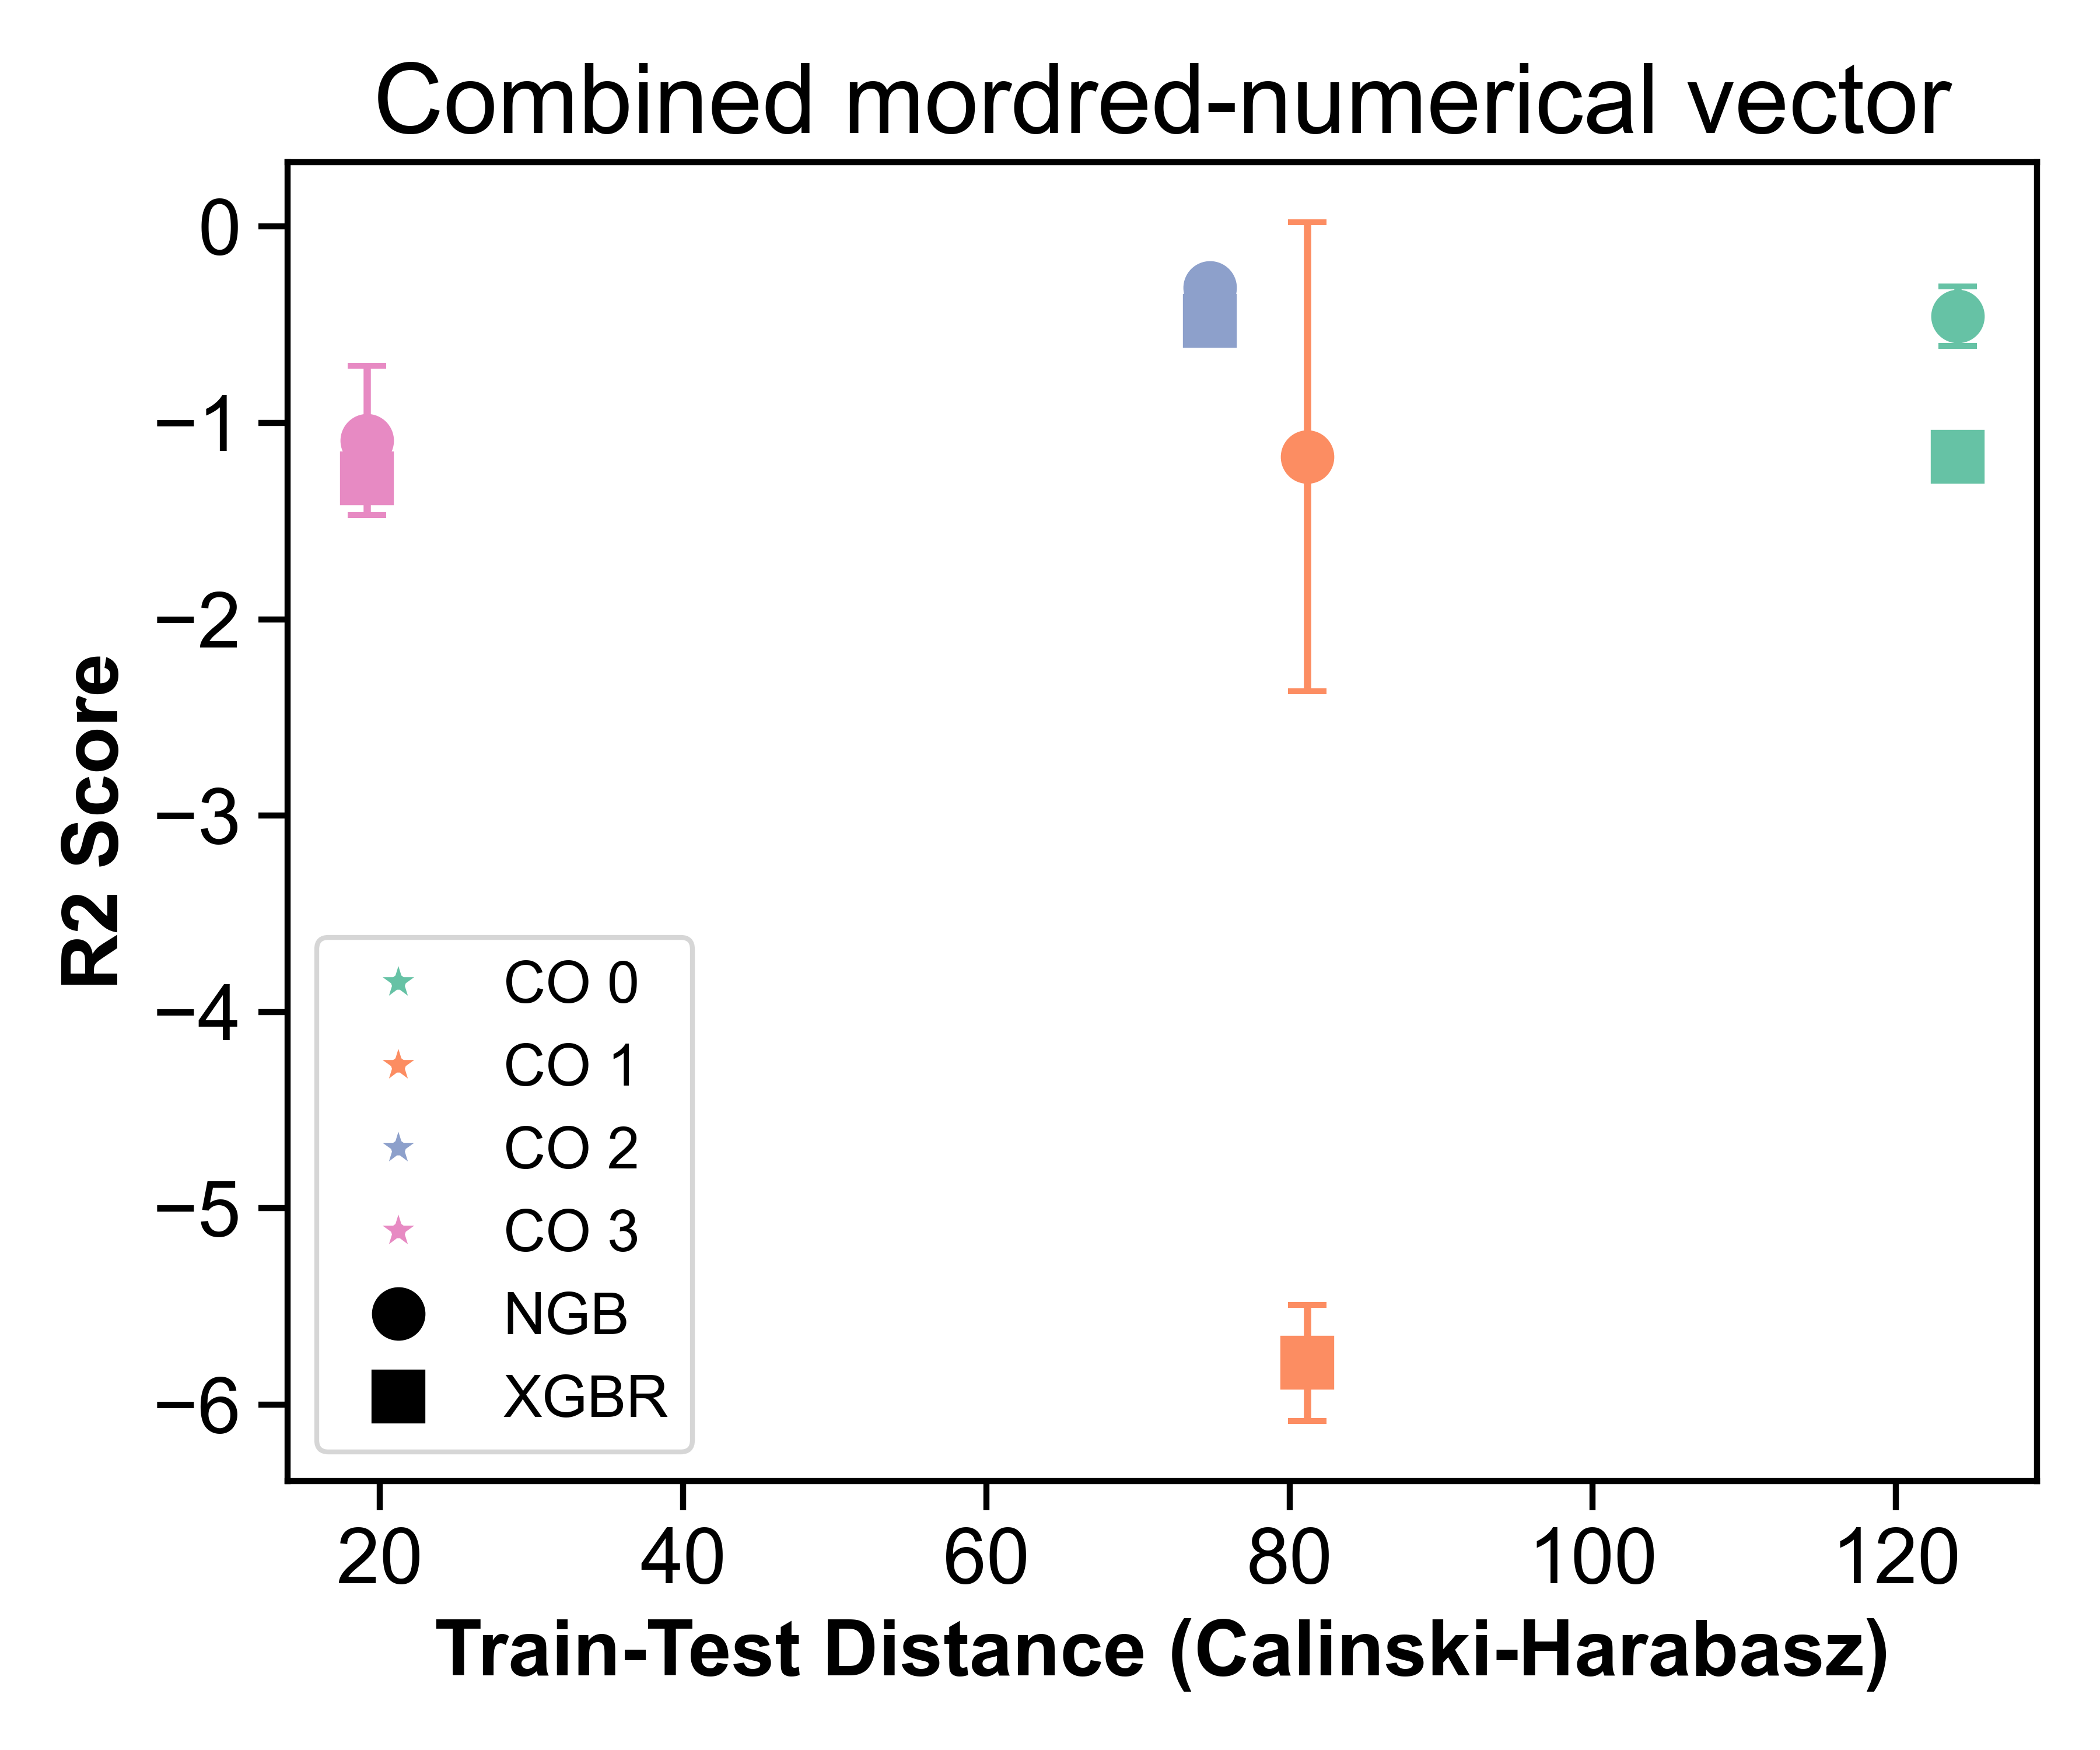 Combined mordred-numerical vector
R2 Score
0
−1
−2
−3
−4
−5
−6
CO 0
CO 1
CO 2
CO 3
NGB
XGBR
20 40 60 80 100 120
Train-Test Distance (Calinski-Harabasz)